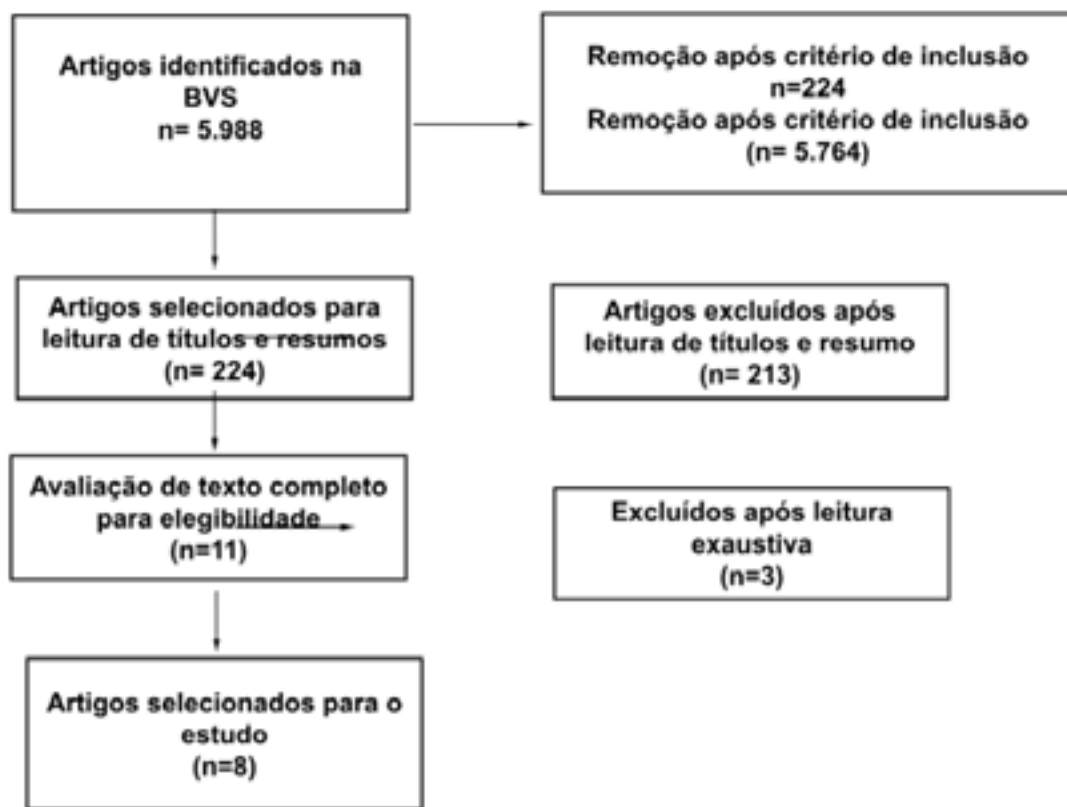 Artigos identificados na
BVS
n= 5.988
Remoção após critério de inclusão
n=224
Remoção após critério de inclusão
(n= 5.764)
Artigos selecionados para
leitura de títulos e resumos
(n= 224)
Artigos excluídos após
leitura de títulos e resumo
(n= 213)
Avaliação de texto completo
para elegibilidade
(n=11)
Excluídos após leitura
exaustiva
(n=3)
Artigos selecionados para o
estudo
(n=8)